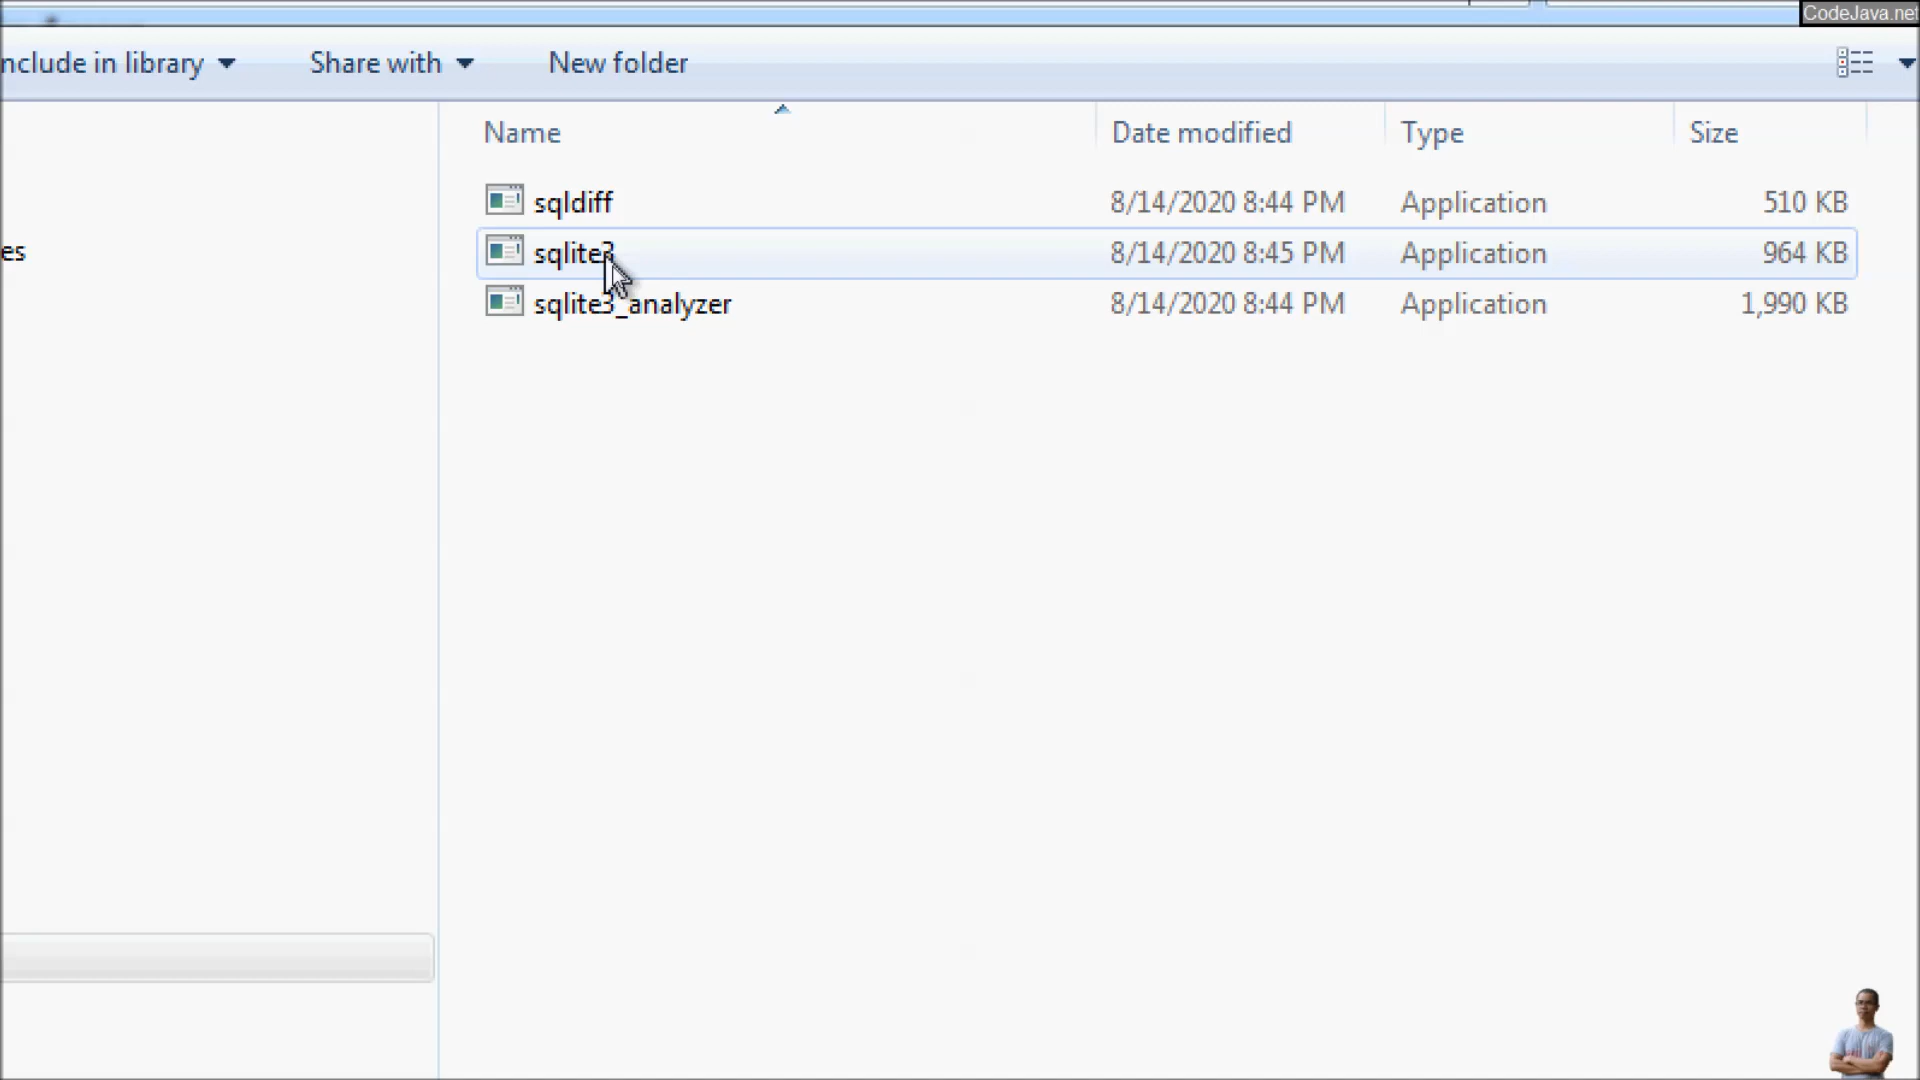 CodeJava.net
nclude in library
Share with
New folder
Name
Date modified
Type
Size
sqldiff
8/14/2020 8:44 PM
Application
510 KB
es
sqlite3
8/14/2020 8:45 PM
Application
964 KB
sqlite3_analyzer
8/14/2020 8:44 PM
Application
1,990 KB